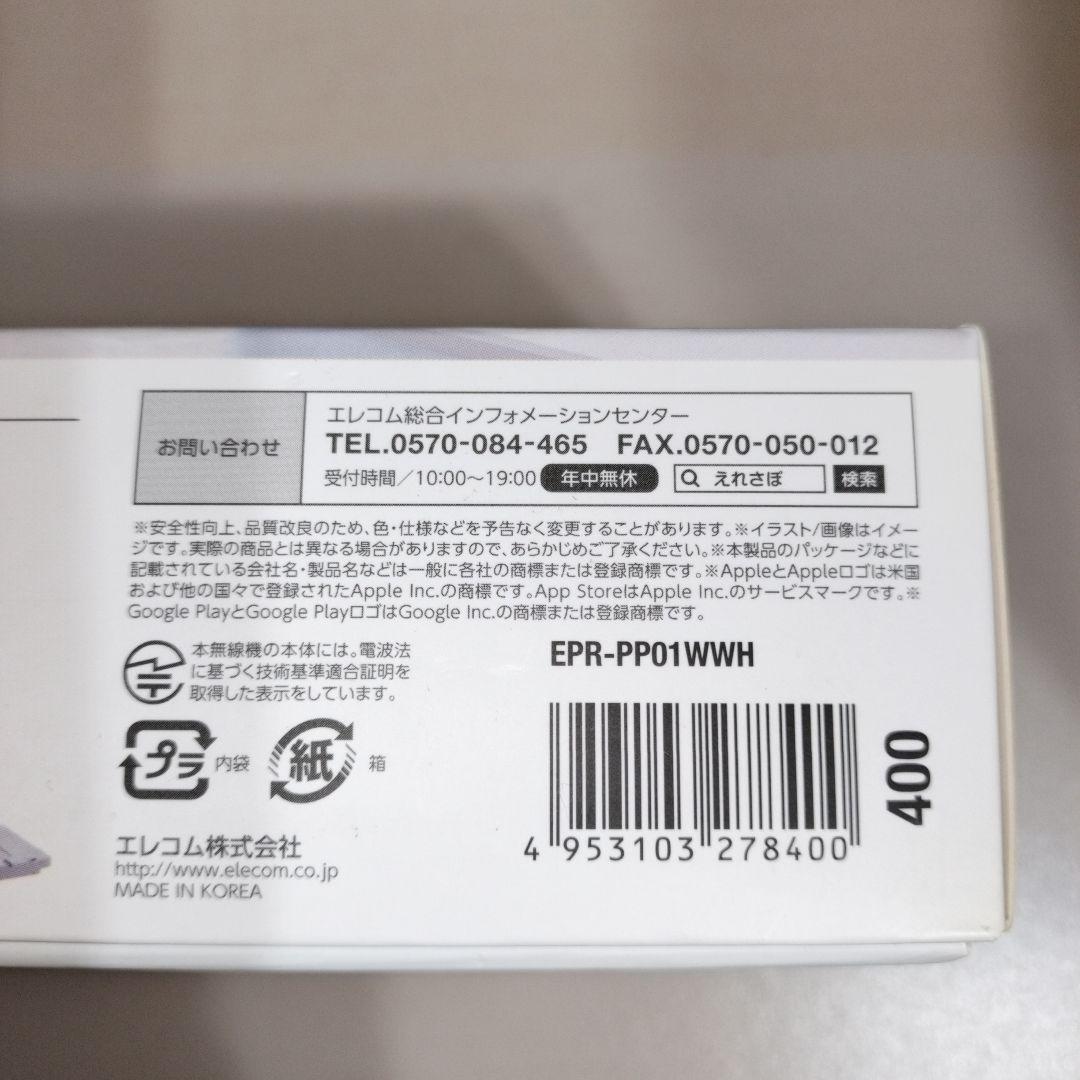 お問い合わせ
エレコム総合インフォメーションセンター
TEL.0570-084-465 FAX.0570-050-012
受付時間/10:00～19:00 年中無休 えれさぽ 検索
※安全性向上、品質改良のため、色・仕様などを予告なく変更することがあります。※イラスト/画像はイメー
ジです。実際の商品とは異なる場合がありますので、あらかじめご了承ください。※本製品のパッケージなどに
記載されている会社名・製品名などは一般に各社の商標または登録商標です。※AppleとAppleロゴは米国
および他の国々で登録されたApple Inc.の商標です。App StoreはApple Inc.のサービスマークです。※
Google PlayとGoogle PlayロゴはGoogle Inc.の商標または登録商標です。
本無線機の本体には。電波法
に基づく技術基準適合証明を
取得した表示をしています。
プラ 内袋 紙 箱
エレコム株式会社
http://www.elecom.co.jp
MADE IN KOREA
EPR-PP01WWH
4 953103 278400
400